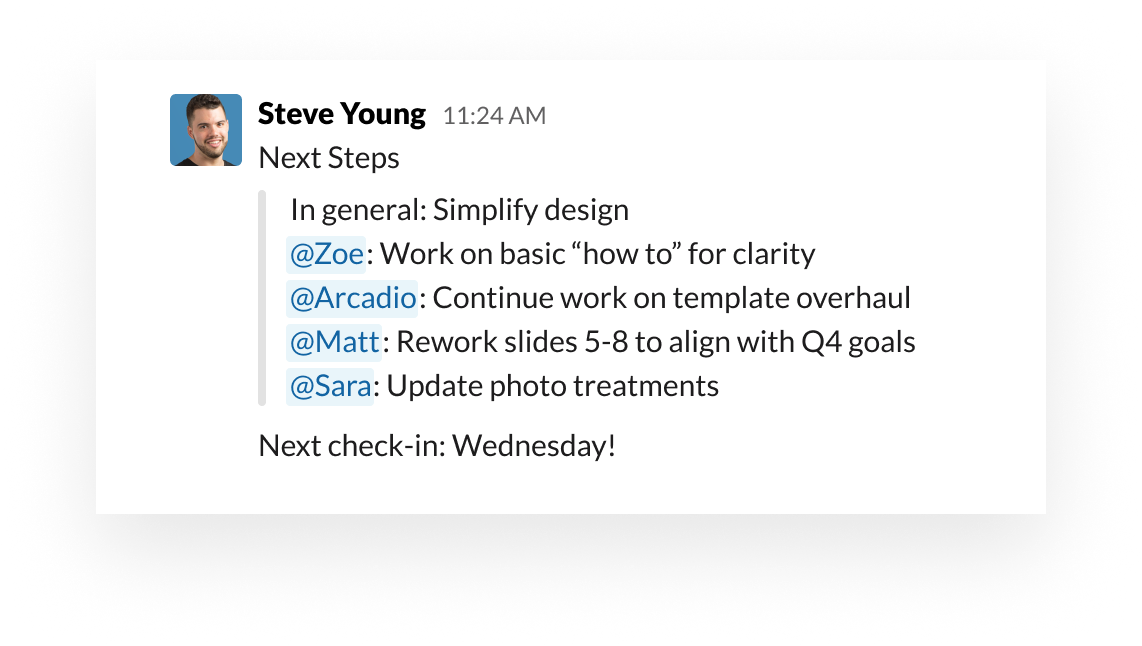 Steve Young 11:24 AM
Next Steps
In general: Simplify design
@Zoe: Work on basic “how to” for clarity
@Arcadio: Continue work on template overhaul
@Matt: Rework slides 5-8 to align with Q4 goals
@Sara: Update photo treatments
Next check-in: Wednesday!